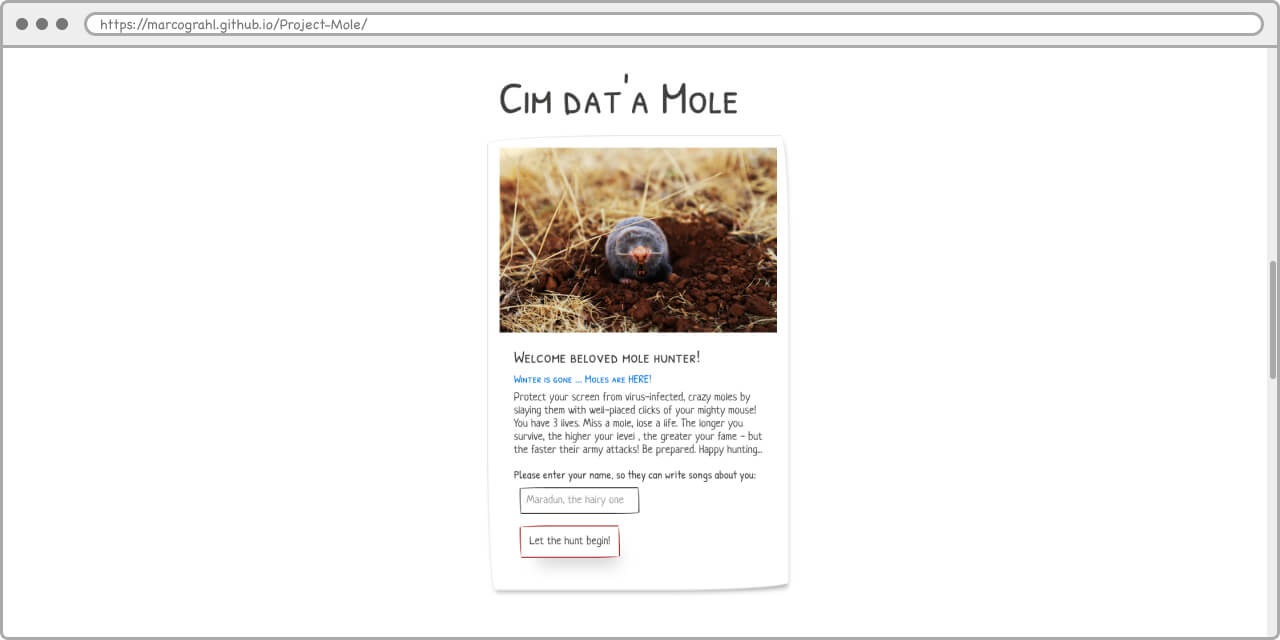 https://marcograhl.github.io/Project-Mole/
Cim dat'a Mole
Welcome beloved mole hunter!
Winter is gone ... Moles are HERE!
Protect your screen from virus-infected, crazy moles by
slaying them with well-placed clicks of your mighty mouse!
You have 3 lives. Miss a mole, lose a life. The longer you
survive, the higher your level , the greater your fame - but
the faster their army attacks! Be prepared. Happy hunting...
Please enter your name, so they can write songs about you:
Maradun, the hairy one
Let the hunt begin!